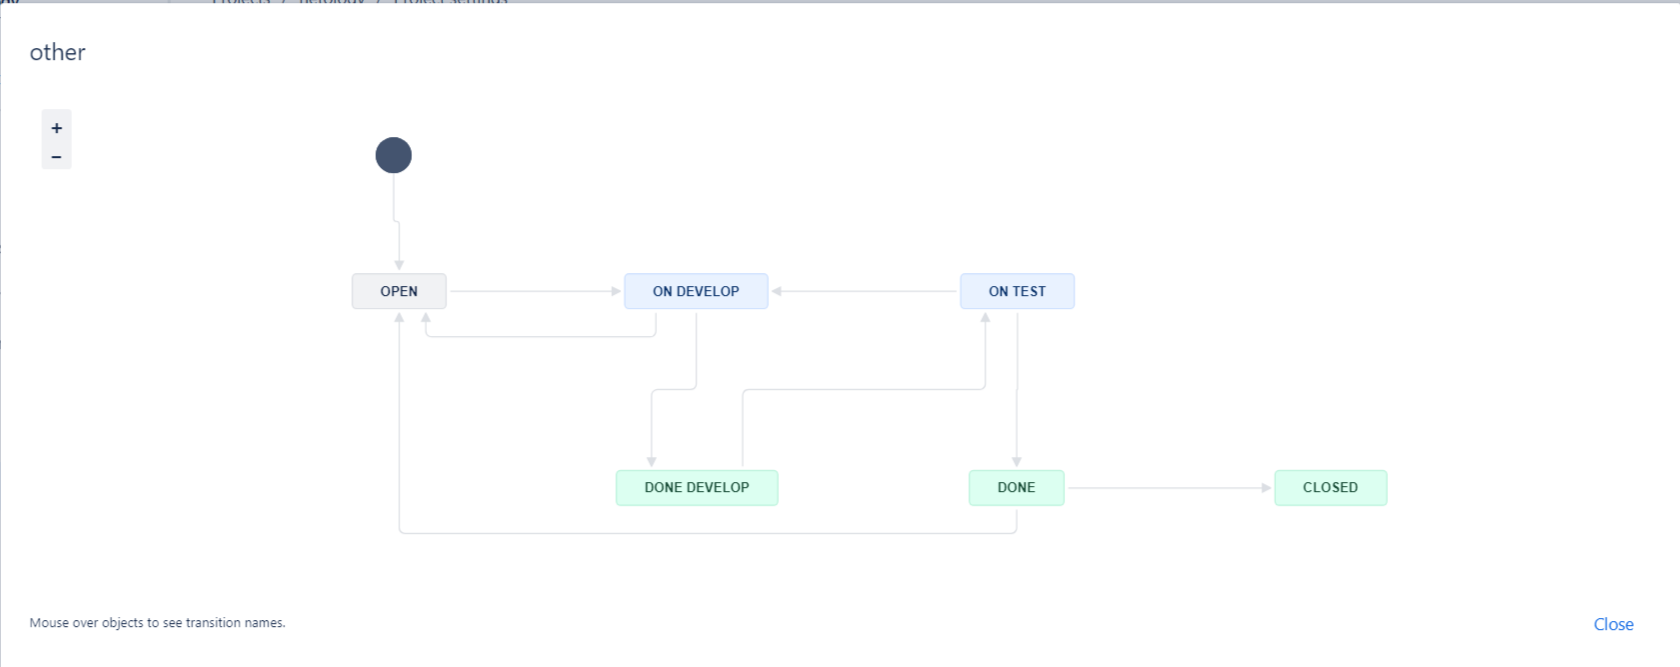 other
+
−
OPEN
ON DEVELOP
ON TEST
DONE DEVELOP
DONE
CLOSED
Mouse over objects to see transition names.
Close